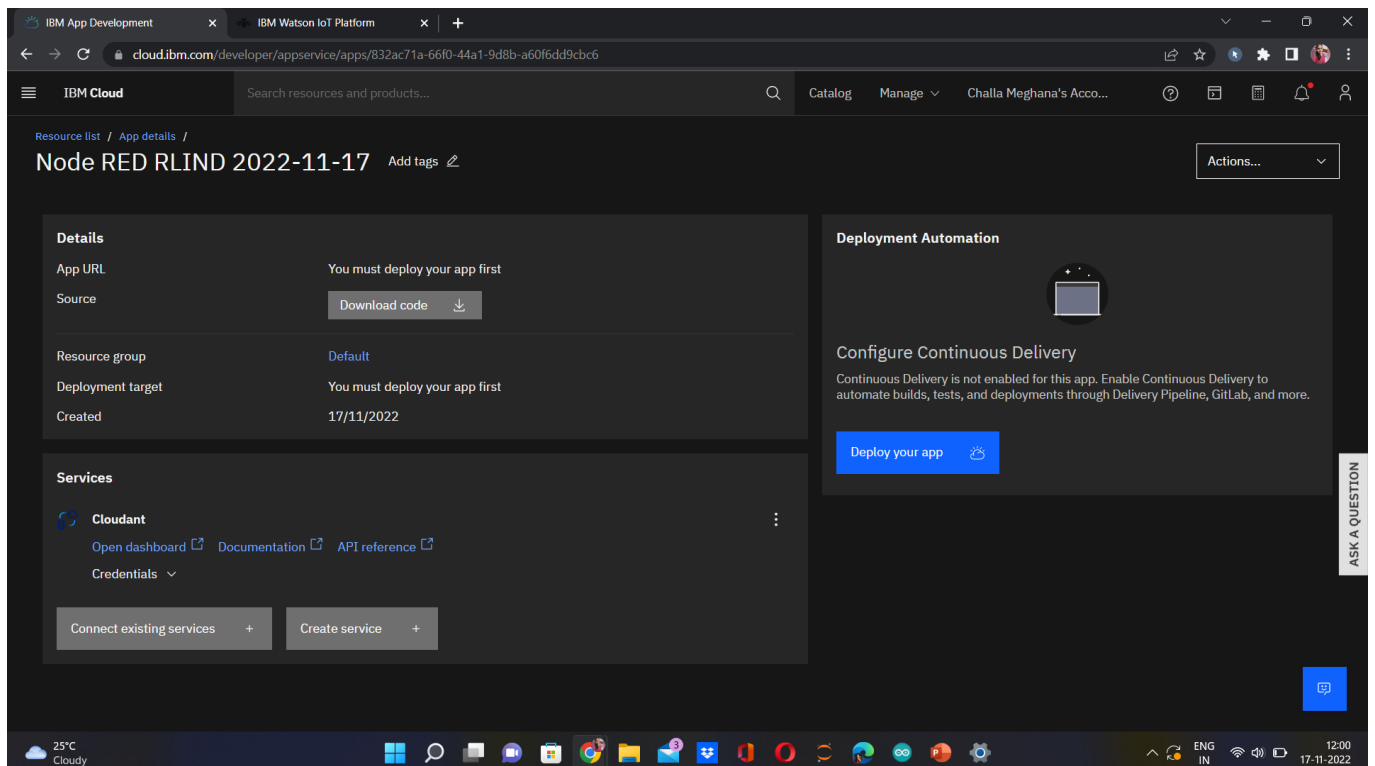 IBM App Development
IBM Watson IoT Platform
cloud.ibm.com/developer/appservice/apps/832ac71a-66f0-44a1-9d8b-a60f6dd9cbc6
IBM Cloud
Search resources and products...
Catalog
Manage
Challa Meghana's Acco...
Resource list / App details /
Node RED RLIND 2022-11-17
Add tags
Actions...
Details
App URL
You must deploy your app first
Source
Download code
Resource group
Default
Deployment target
You must deploy your app first
Created
17/11/2022
Deployment Automation
Configure Continuous Delivery
Continuous Delivery is not enabled for this app. Enable Continuous Delivery to
automate builds, tests, and deployments through Delivery Pipeline, GitLab, and more.
Deploy your app
Services
Cloudant
Open dashboard
Documentation
API reference
Credentials
Connect existing services +
Create service +
ASK A QUESTION
25°C
Cloudy
3
ENG
IN
12:00
17-11-2022